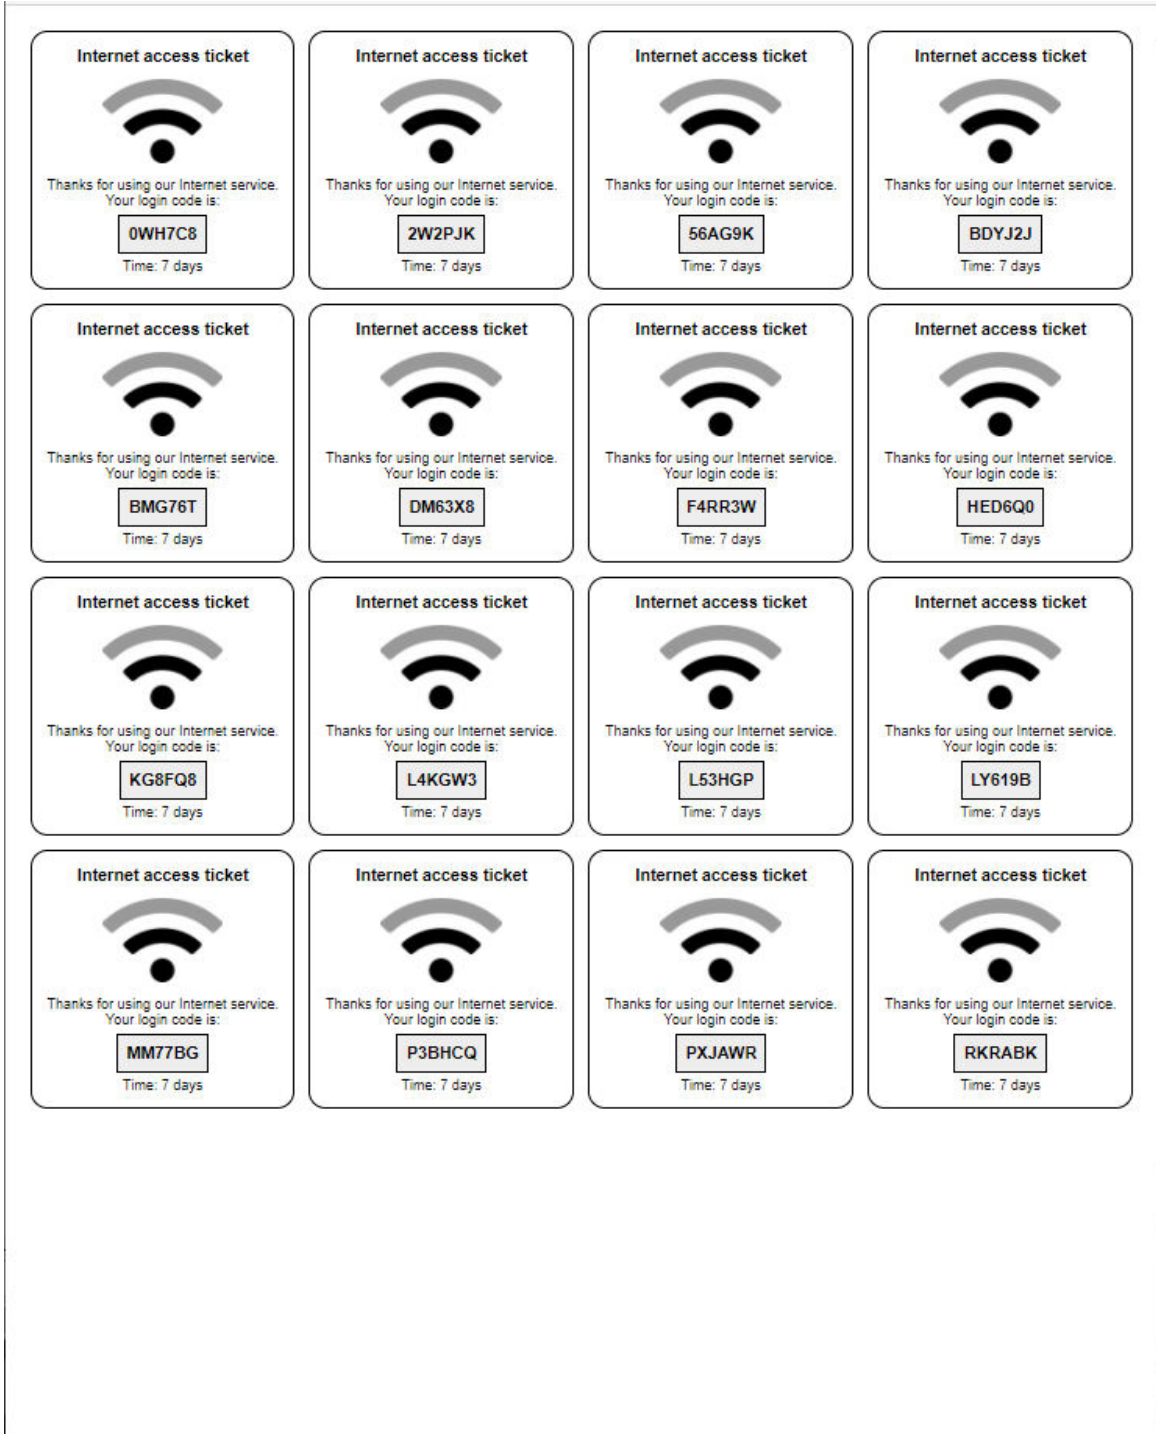 Internet access ticket
Thanks for using our Internet service.
Your login code is:
0WH7C8
Time: 7 days
Internet access ticket
Thanks for using our Internet service.
Your login code is:
2W2PJK
Time: 7 days
Internet access ticket
Thanks for using our Internet service.
Your login code is:
56AG9K
Time: 7 days
Internet access ticket
Thanks for using our Internet service.
Your login code is:
BDYJ2J
Time: 7 days
Internet access ticket
Thanks for using our Internet service.
Your login code is:
BMG76T
Time: 7 days
Internet access ticket
Thanks for using our Internet service.
Your login code is:
DM63X8
Time: 7 days
Internet access ticket
Thanks for using our Internet service.
Your login code is:
F4RR3W
Time: 7 days
Internet access ticket
Thanks for using our Internet service.
Your login code is:
HED6Q0
Time: 7 days
Internet access ticket
Thanks for using our Internet service.
Your login code is:
KG8FQ8
Time: 7 days
Internet access ticket
Thanks for using our Internet service.
Your login code is:
L4KGW3
Time: 7 days
Internet access ticket
Thanks for using our Internet service.
Your login code is:
L53HGP
Time: 7 days
Internet access ticket
Thanks for using our Internet service.
Your login code is:
LY619B
Time: 7 days
Internet access ticket
Thanks for using our Internet service.
Your login code is:
MM77BG
Time: 7 days
Internet access ticket
Thanks for using our Internet service.
Your login code is:
P3BHCQ
Time: 7 days
Internet access ticket
Thanks for using our Internet service.
Your login code is:
PXJAWR
Time: 7 days
Internet access ticket
Thanks for using our Internet service.
Your login code is:
RKRABK
Time: 7 days